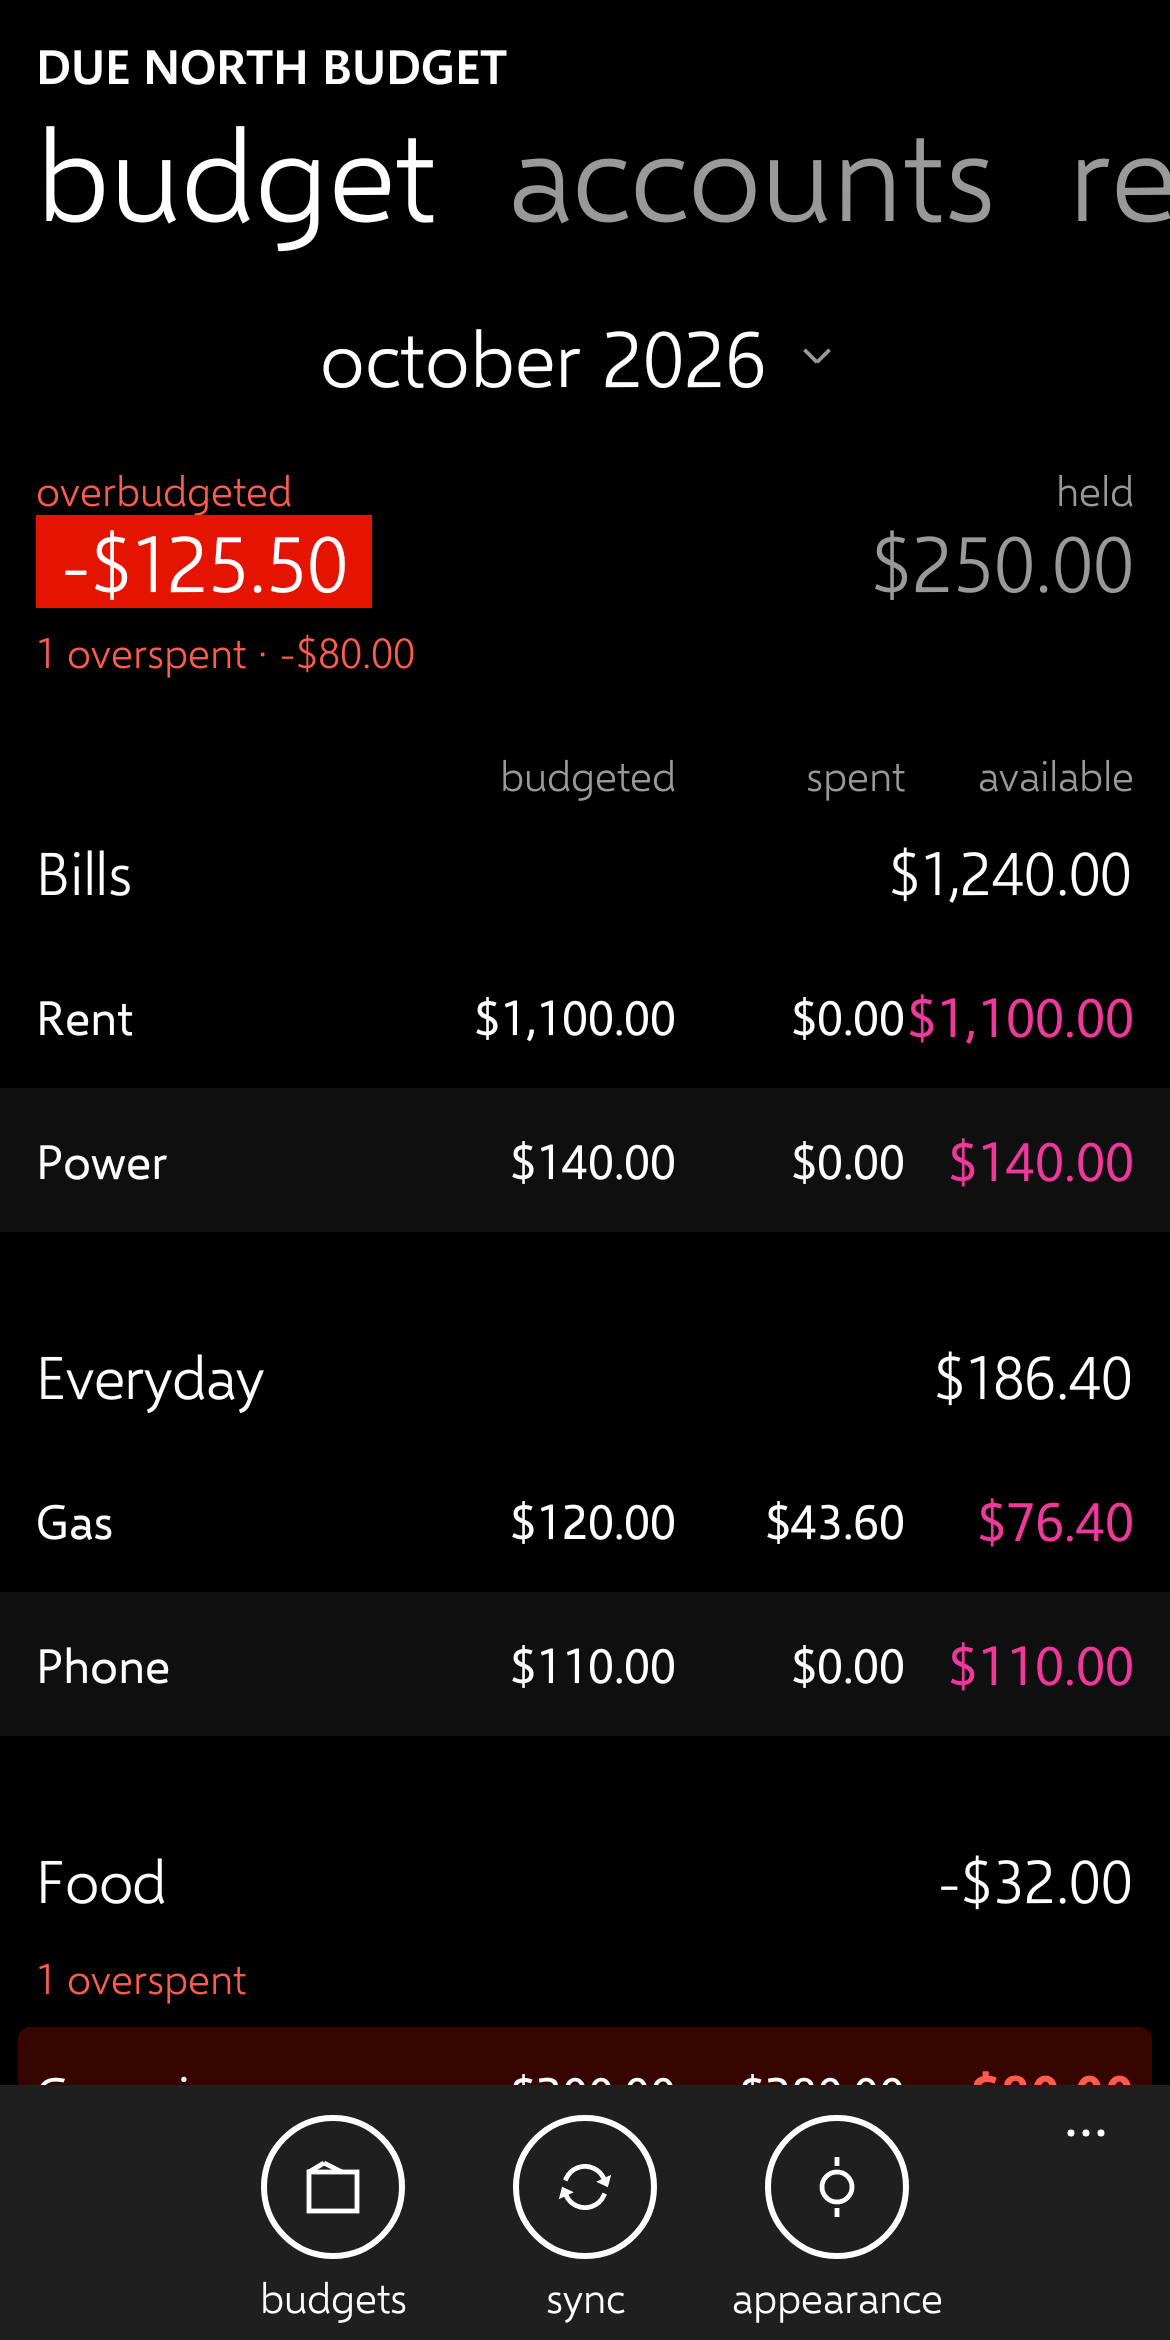 DUE NORTH BUDGET
budget accounts re
october 2026
overbudgeted held
-$125.50 $250.00
1 overspent · -$80.00
budgeted spent available
Bills $1,240.00
Rent $1,100.00 $0.00 $1,100.00
Power $140.00 $0.00 $140.00
Everyday $186.40
Gas $120.00 $43.60 $76.40
Phone $110.00 $0.00 $110.00
Food -$32.00
1 overspent
...
budgets sync appearance